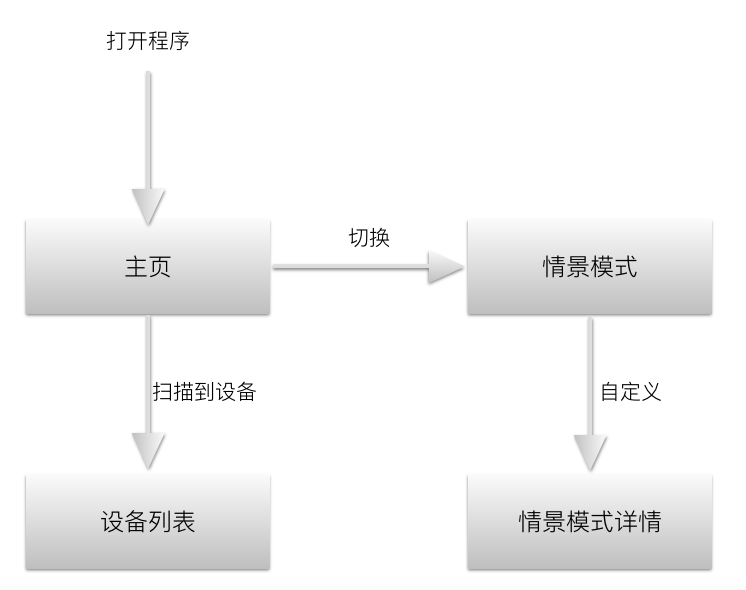 打开程序
主页
切换
情景模式
扫描到设备
自定义
设备列表
情景模式详情